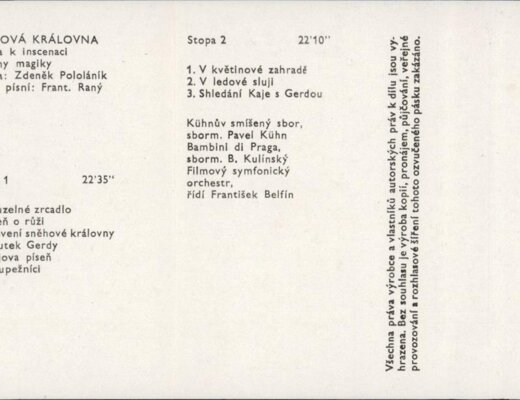 OVÁ KRÁLOVNA
a k inscenaci
ny magiky
a: Zdeněk Pololáník
písní: Frant. Raný
1 22'35"
uzelné zrcadlo
eň o růži
vení sněhové královny
utek Gerdy
lova píseň
upežníci
Stopa 2 22'10"
1. V květinové zahradě
2. V ledové sluji
3. Shledání Kaje s Gerdou
Kühnův smíšený sbor,
sborm. Pavel Kühn
Bambini di Praga,
sborm. B. Kulínský
Filmový symfonický
orchestr,
řídí František Belfín
Všechna práva výrobce a vlastníků autorských práv k dílu jsou vy-
hrazena. Bez souhlasu je výroba kopií, pronájem, půjčování, veřejné
provozování a rozhlasové šíření tohoto ozvučeného pásku zakázáno.